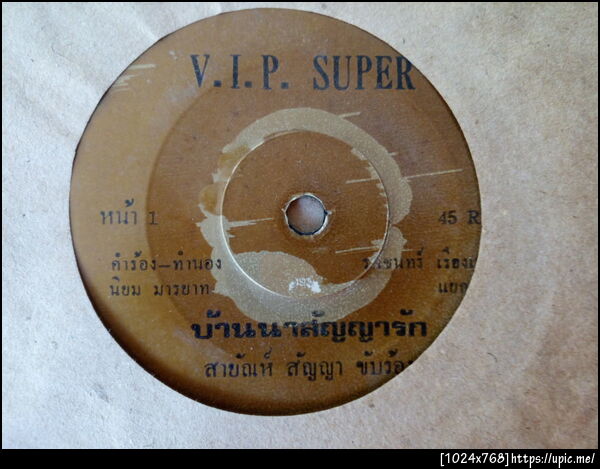 V.I.P. SUPER
หน้า 1 45 R
คำร้อง-ทำนอง
นิยม มารยาท
บ้านนาสัญญารัก
สายัณห์ สัญญา ขับร้อ
[1024x768]https://upic.me/